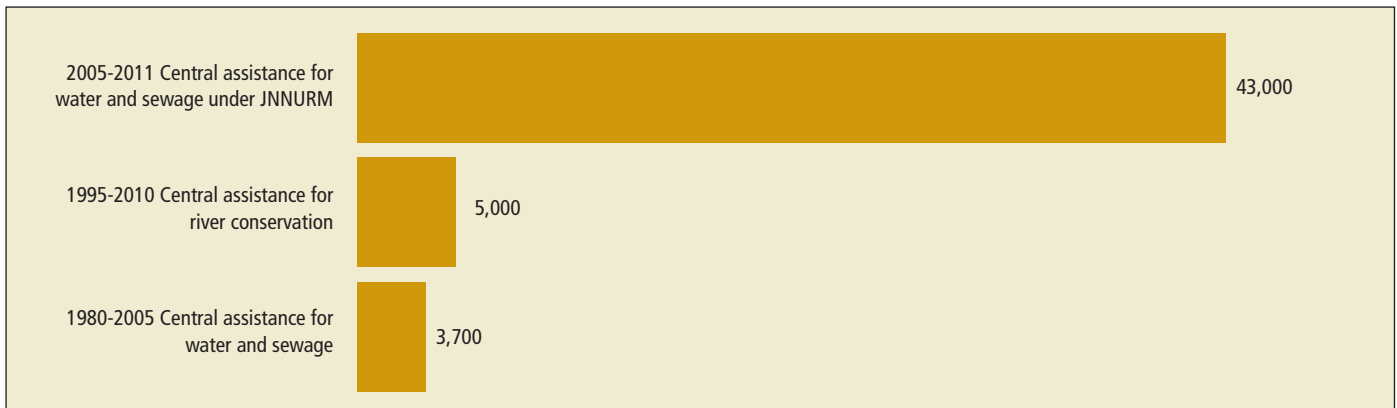 2005-2011 Central assistance for
water and sewage under JNNURM
43,000
1995-2010 Central assistance for
river conservation
5,000
1980-2005 Central assistance for
water and sewage
3,700